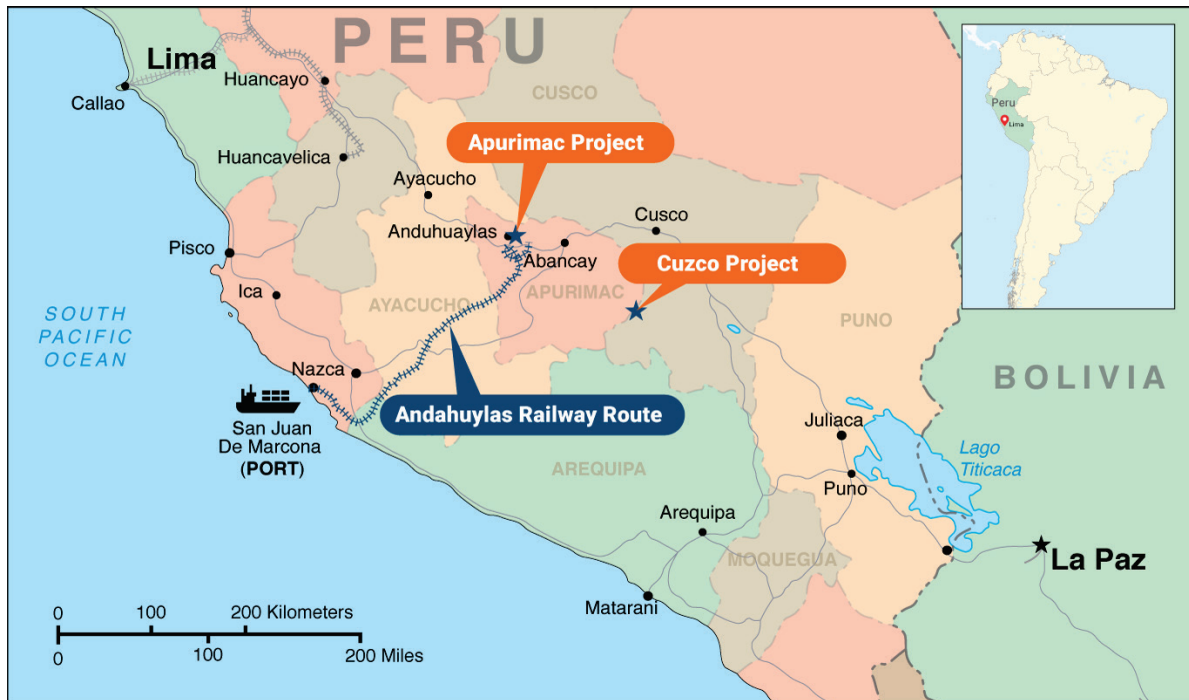 PERU
Lima
Callao
Huancayo
CUSCO
Huancavelica
Apurimac Project
Ayacucho
Anduhuaylas
Cusco
Abancay
Cuzco Project
Pisco
Ica
APURIMAC
AYACUCHO
PUNO
SOUTH
PACIFIC
OCEAN
Nazca
San Juan
De Marcona
(PORT)
Andahuylas Railway Route
BOLIVIA
Juliaca
Lago
Titicaca
Puno
AREQUIPA
Arequipa
MOQUEGUA
La Paz
Matarani
0 100 200 Kilometers
0 100 200 Miles
Peru
Lima